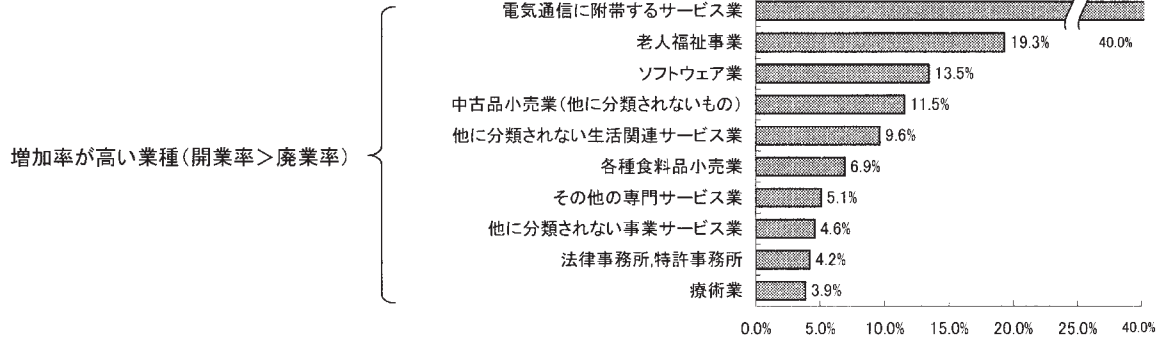 電気通信に附帯するサービス業
老人福祉事業 19.3% 40.0%
ソフトウェア業 13.5%
中古品小売業(他に分類されないもの) 11.5%
他に分類されない生活関連サービス業 9.6%
増加率が高い業種(開業率>廃業率)
各種食料品小売業 6.9%
その他の専門サービス業 5.1%
他に分類されない事業サービス業 4.6%
法律事務所,特許事務所 4.2%
療術業 3.9%
0.0% 5.0% 10.0% 15.0% 20.0% 25.0% 40.0%